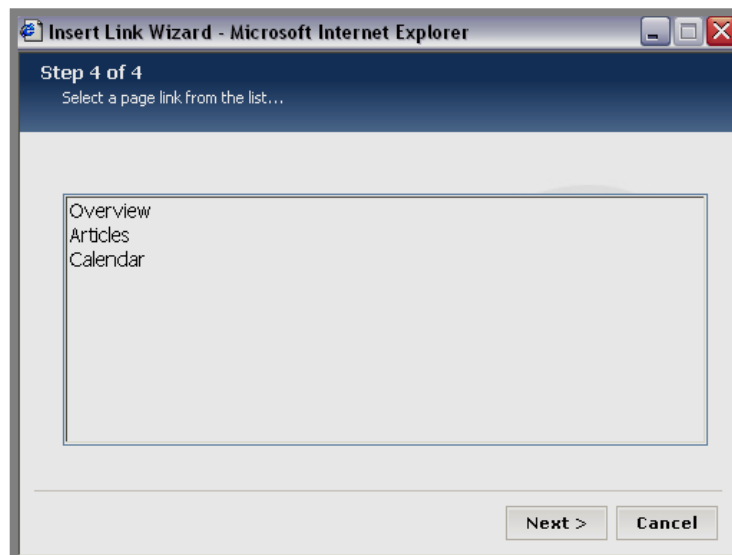 Insert Link Wizard - Microsoft Internet Explorer
Step 4 of 4
Select a page link from the list...
Overview
Articles
Calendar
Next > Cancel